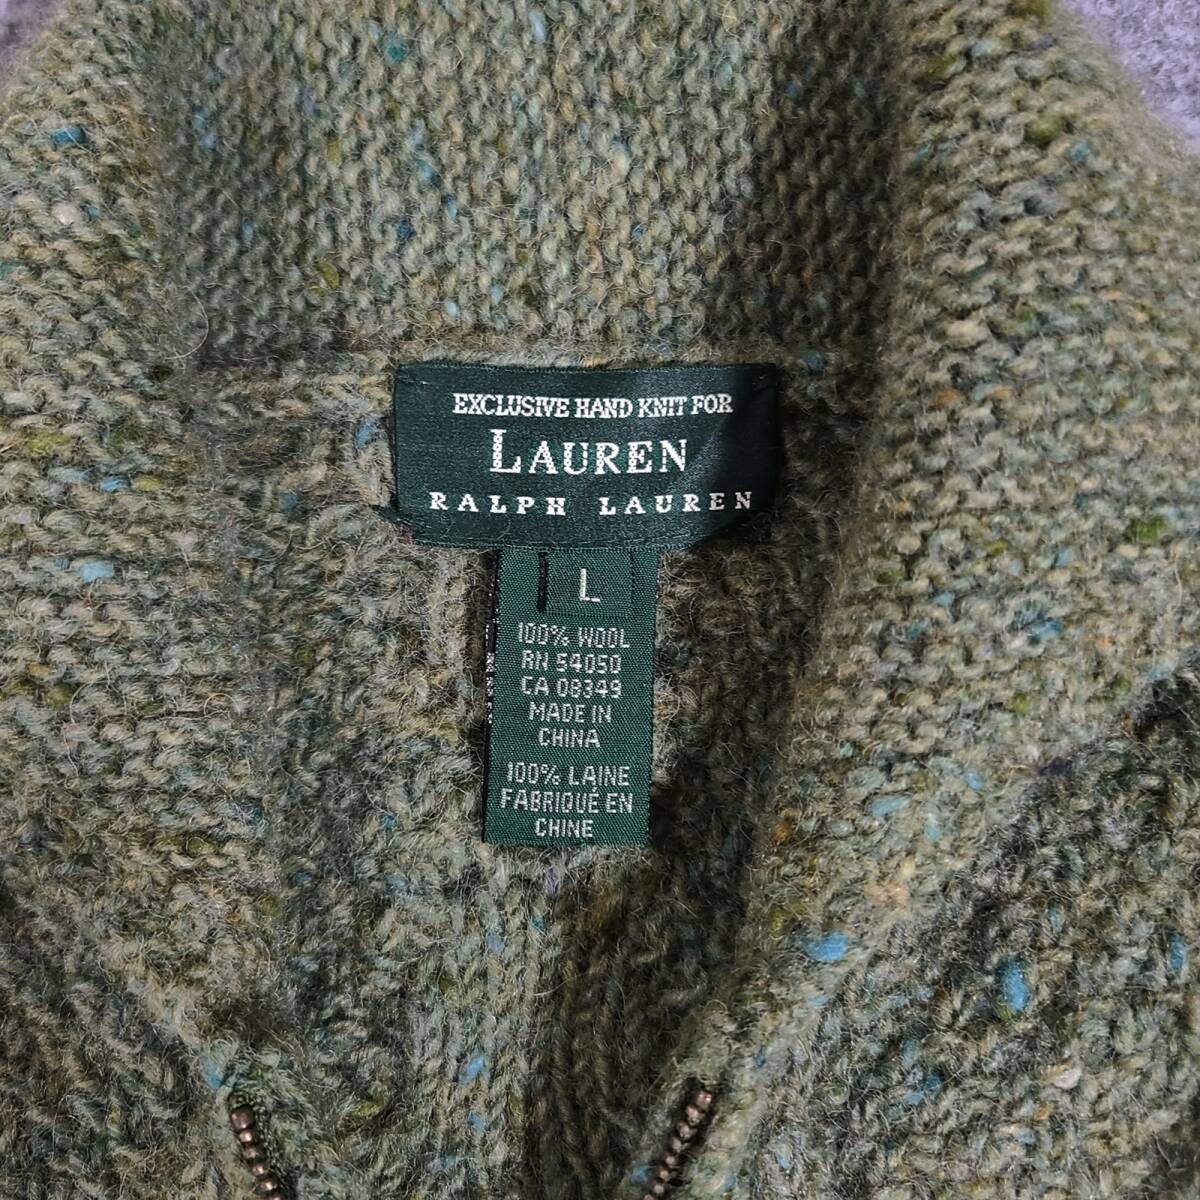 EXCLUSIVE HAND KNIT FOR
LAUREN
RALPH LAUREN
L
100% WOOL
RN 54050
CA 08349
MADE IN
CHINA
100% LAINE
FABRIQUÉ EN
CHINE